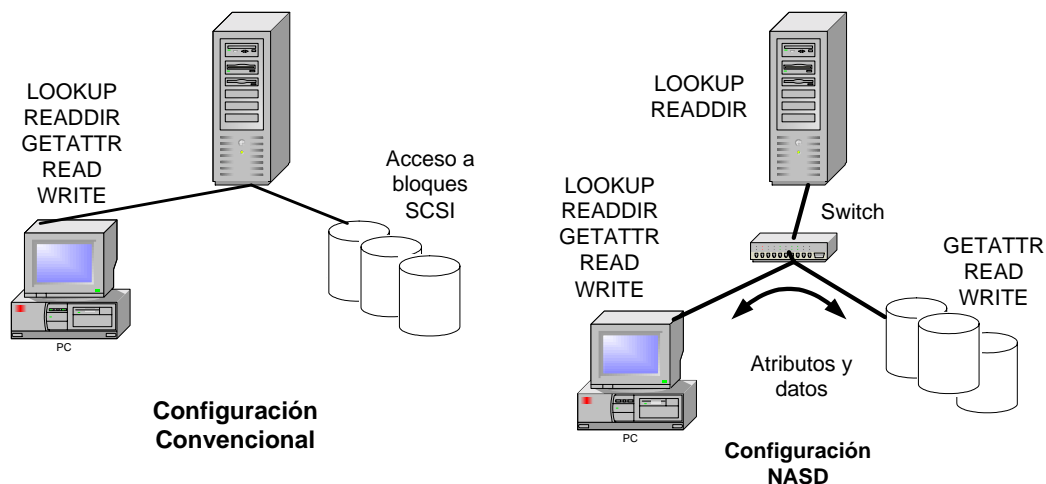 LOOKUP
READDIR
GETATTR
READ
WRITE
Acceso a
bloques
SCSI
PC
Configuración
Convencional
LOOKUP
READDIR
LOOKUP
READDIR
GETATTR
READ
WRITE
Switch
GETATTR
READ
WRITE
Atributos y
datos
PC
Configuración
NASD